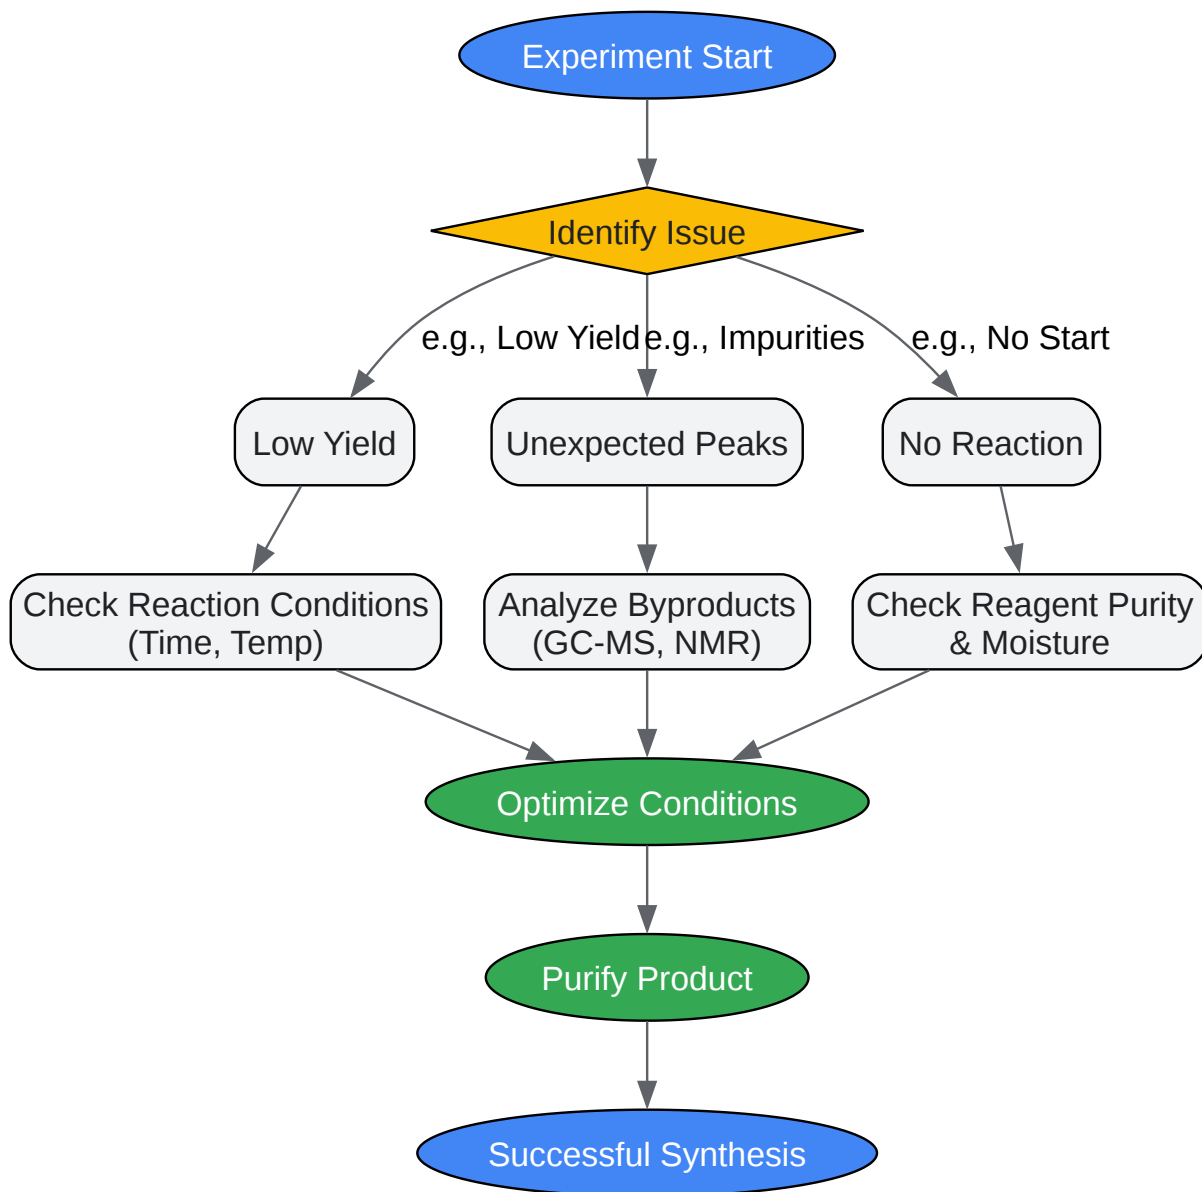 Experiment Start
Identify Issue
e.g., Low Yield
e.g., Impurities
e.g., No Start
Low Yield
Unexpected Peaks
No Reaction
Check Reaction Conditions
(Time, Temp)
Analyze Byproducts
(GC-MS, NMR)
Check Reagent Purity
& Moisture
Optimize Conditions
Purify Product
Successful Synthesis